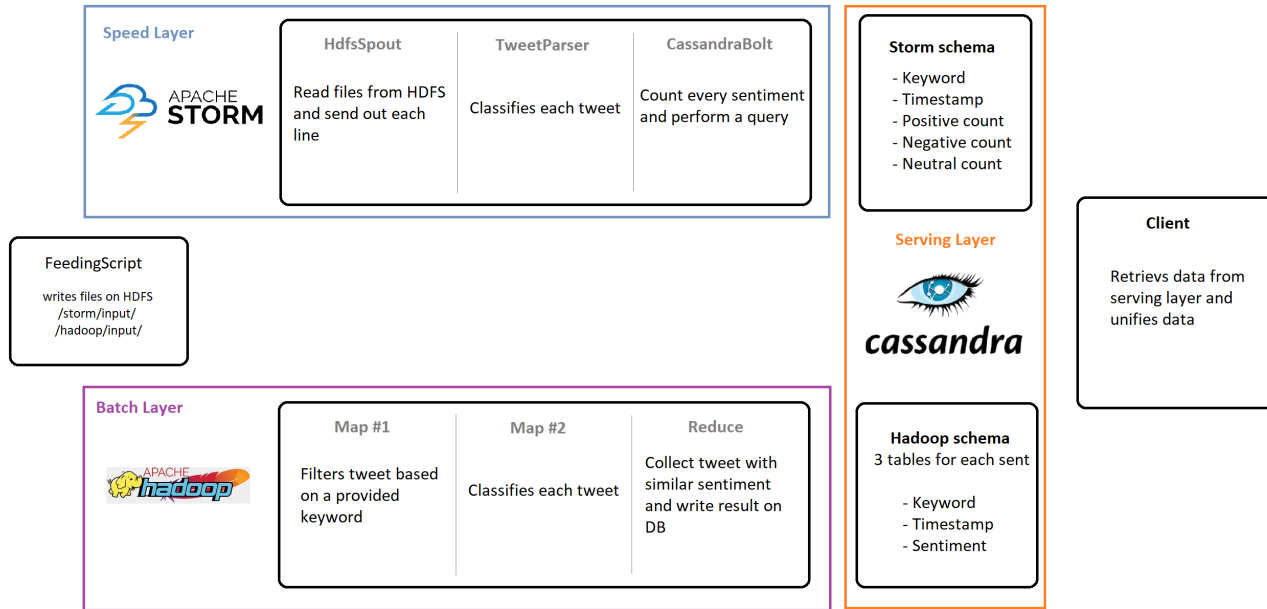 Speed Layer
APACHE
STORM
HdfsSpout
Read files from HDFS
and send out each
line
TweetParser
Classifies each tweet
CassandraBolt
Count every sentiment
and perform a query
Storm schema
- Keyword
- Timestamp
- Positive count
- Negative count
- Neutral count
FeedingScript
writes files on HDFS
/storm/input/
/hadoop/input/
Serving Layer
cassandra
Client
Retrievs data from
serving layer and
unifies data
Batch Layer
APACHE
hadoop
Map #1
Filters tweet based
on a provided
keyword
Map #2
Classifies each tweet
Reduce
Collect tweet with
similar sentiment
and write result on
DB
Hadoop schema
3 tables for each sent
- Keyword
- Timestamp
- Sentiment